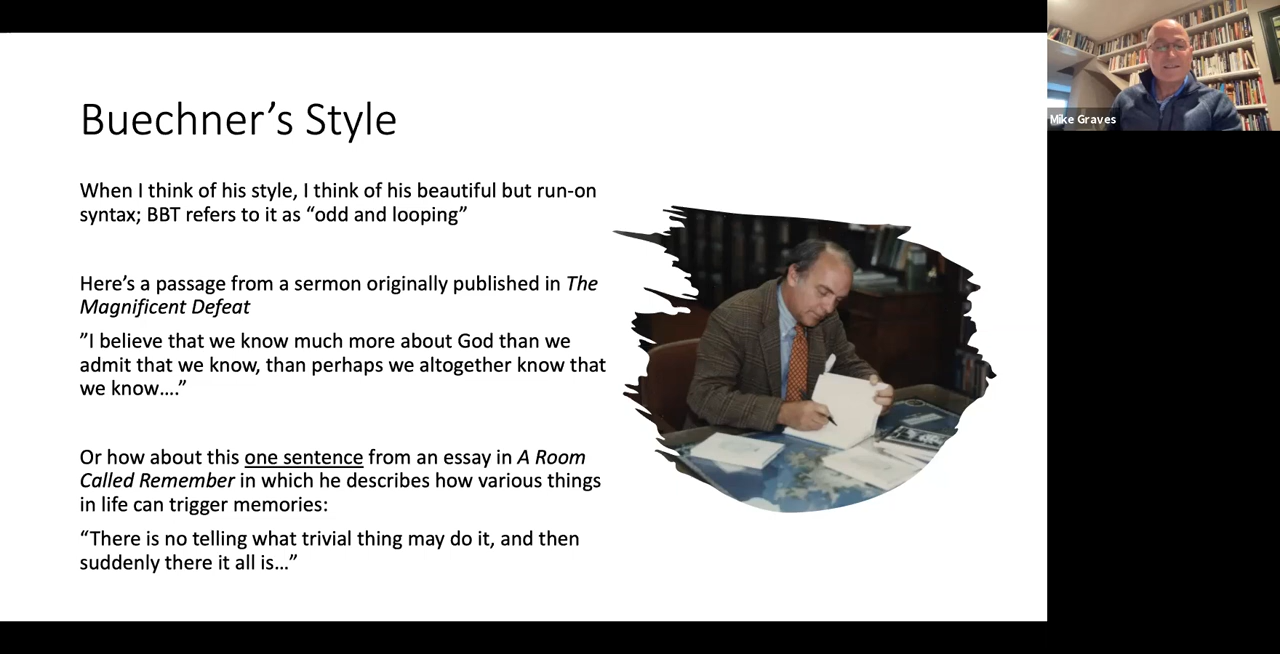 Buechner’s Style
When I think of his style, I think of his beautiful but run-on
syntax; BBT refers to it as “odd and looping”
Here’s a passage from a sermon originally published in The
Magnificent Defeat
”I believe that we know much more about God than we
admit that we know, than perhaps we altogether know that
we know....”
Or how about this one sentence from an essay in A Room
Called Remember in which he describes how various things
in life can trigger memories:
“There is no telling what trivial thing may do it, and then
suddenly there it all is…”
Mike Graves